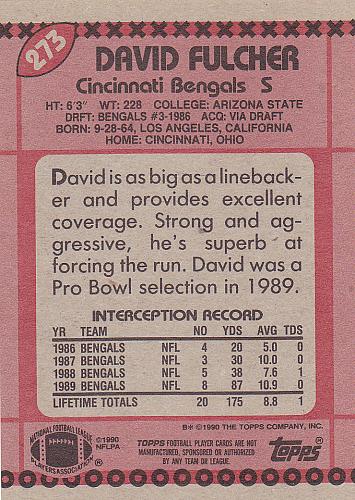 273
DAVID FULCHER
Cincinnati Bengals S
HT: 6'3" WT: 228 COLLEGE: ARIZONA STATE
DRFT: BENGALS #3-1986 ACQ: VIA DRAFT
BORN: 9-28-64, LOS ANGELES, CALIFORNIA
HOME: CINCINNATI, OHIO
David is as big as a lineback-
er and provides excellent
coverage. Strong and ag-
gressive, he's superb at
forcing the run. David was a
Pro Bowl selection in 1989.
INTERCEPTION RECORD
YR TEAM NO YDS AVG TDS
1986 BENGALS NFL 4 20 5.0 0
1987 BENGALS NFL 3 30 10.0 0
1988 BENGALS NFL 5 38 7.6 1
1989 BENGALS NFL 8 87 10.9 0
LIFETIME TOTALS 20 175 8.8 1
B* ©1990 THE TOPPS COMPANY, INC.
NATIONAL FOOTBALL LEAGUE
PLAYERS ASSOCIATION ®
©1990
NFLPA
TOPPS FOOTBALL PLAYER CARDS ARE NOT
MANUFACTURED, SPONSORED OR AUTHORIZED
BY ANY TEAM OR LEAGUE.
topps®